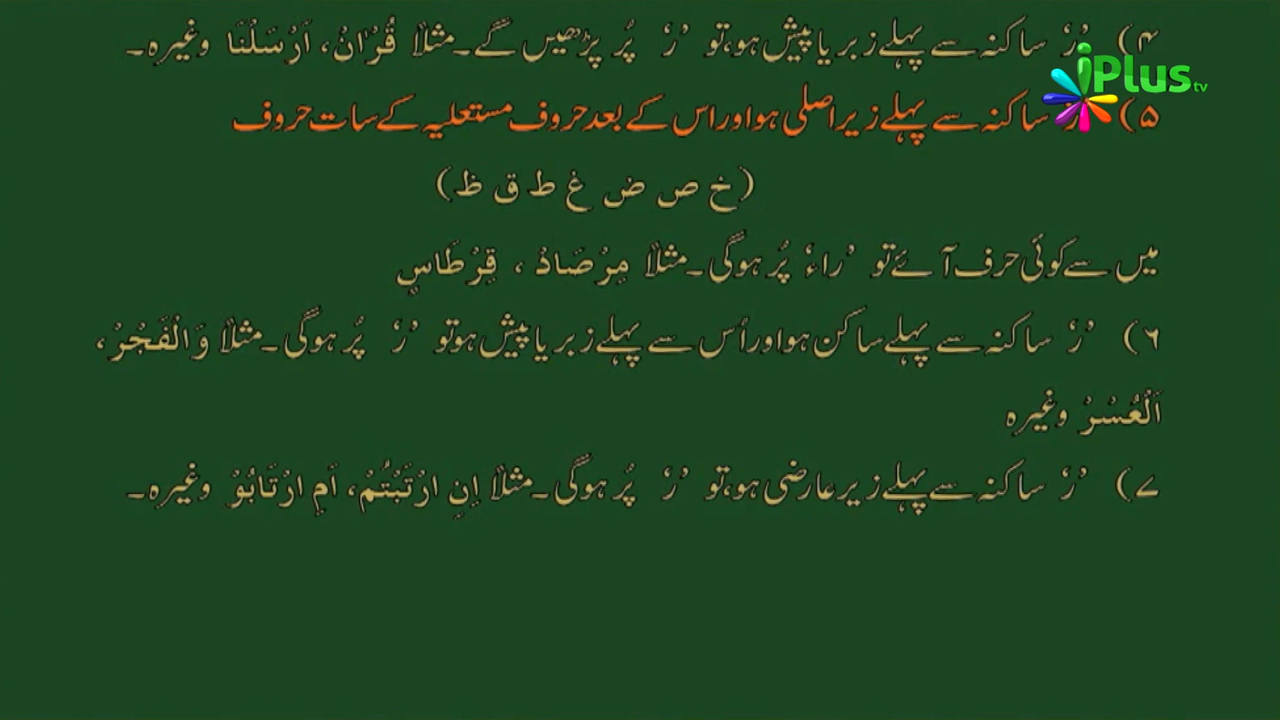 ۴) ’رْ‘ ساکنہ سے پہلے زبر یا پیش ہو،تو ’رْ‘ پُر پڑھیں گے۔مثلاً قُرْاٰنْ، اَرْسَلْنَا وغیرہ۔
iPlus tv
۵) ’رْ‘ ساکنہ سے پہلے زیر اصلی ہو اور اس کے بعد حروف مستعلیہ کے سات حروف
(خ ص ض غ ط ق ظ)
میں سے کوئی حرف آئے تو ’راء‘ پُر ہوگی۔مثلاً مِرْصَادْ ، قِرْطَاسٍ
۶) ’رْ‘ ساکنہ سے پہلے ساکن ہو اور اُس سے پہلے زبر یا پیش ہو تو ’رْ‘ پُر ہوگی۔مثلاً وَالْفَجْرْ،
اَلْعُسْرْ وغیرہ
۷) ’رْ‘ ساکنہ سے پہلے زیر عارضی ہو،تو ’رْ‘ پُر ہوگی۔مثلاً اِنِ ارْتَبْتُمْ، اَمِ ارْتَابُوْ وغیرہ۔